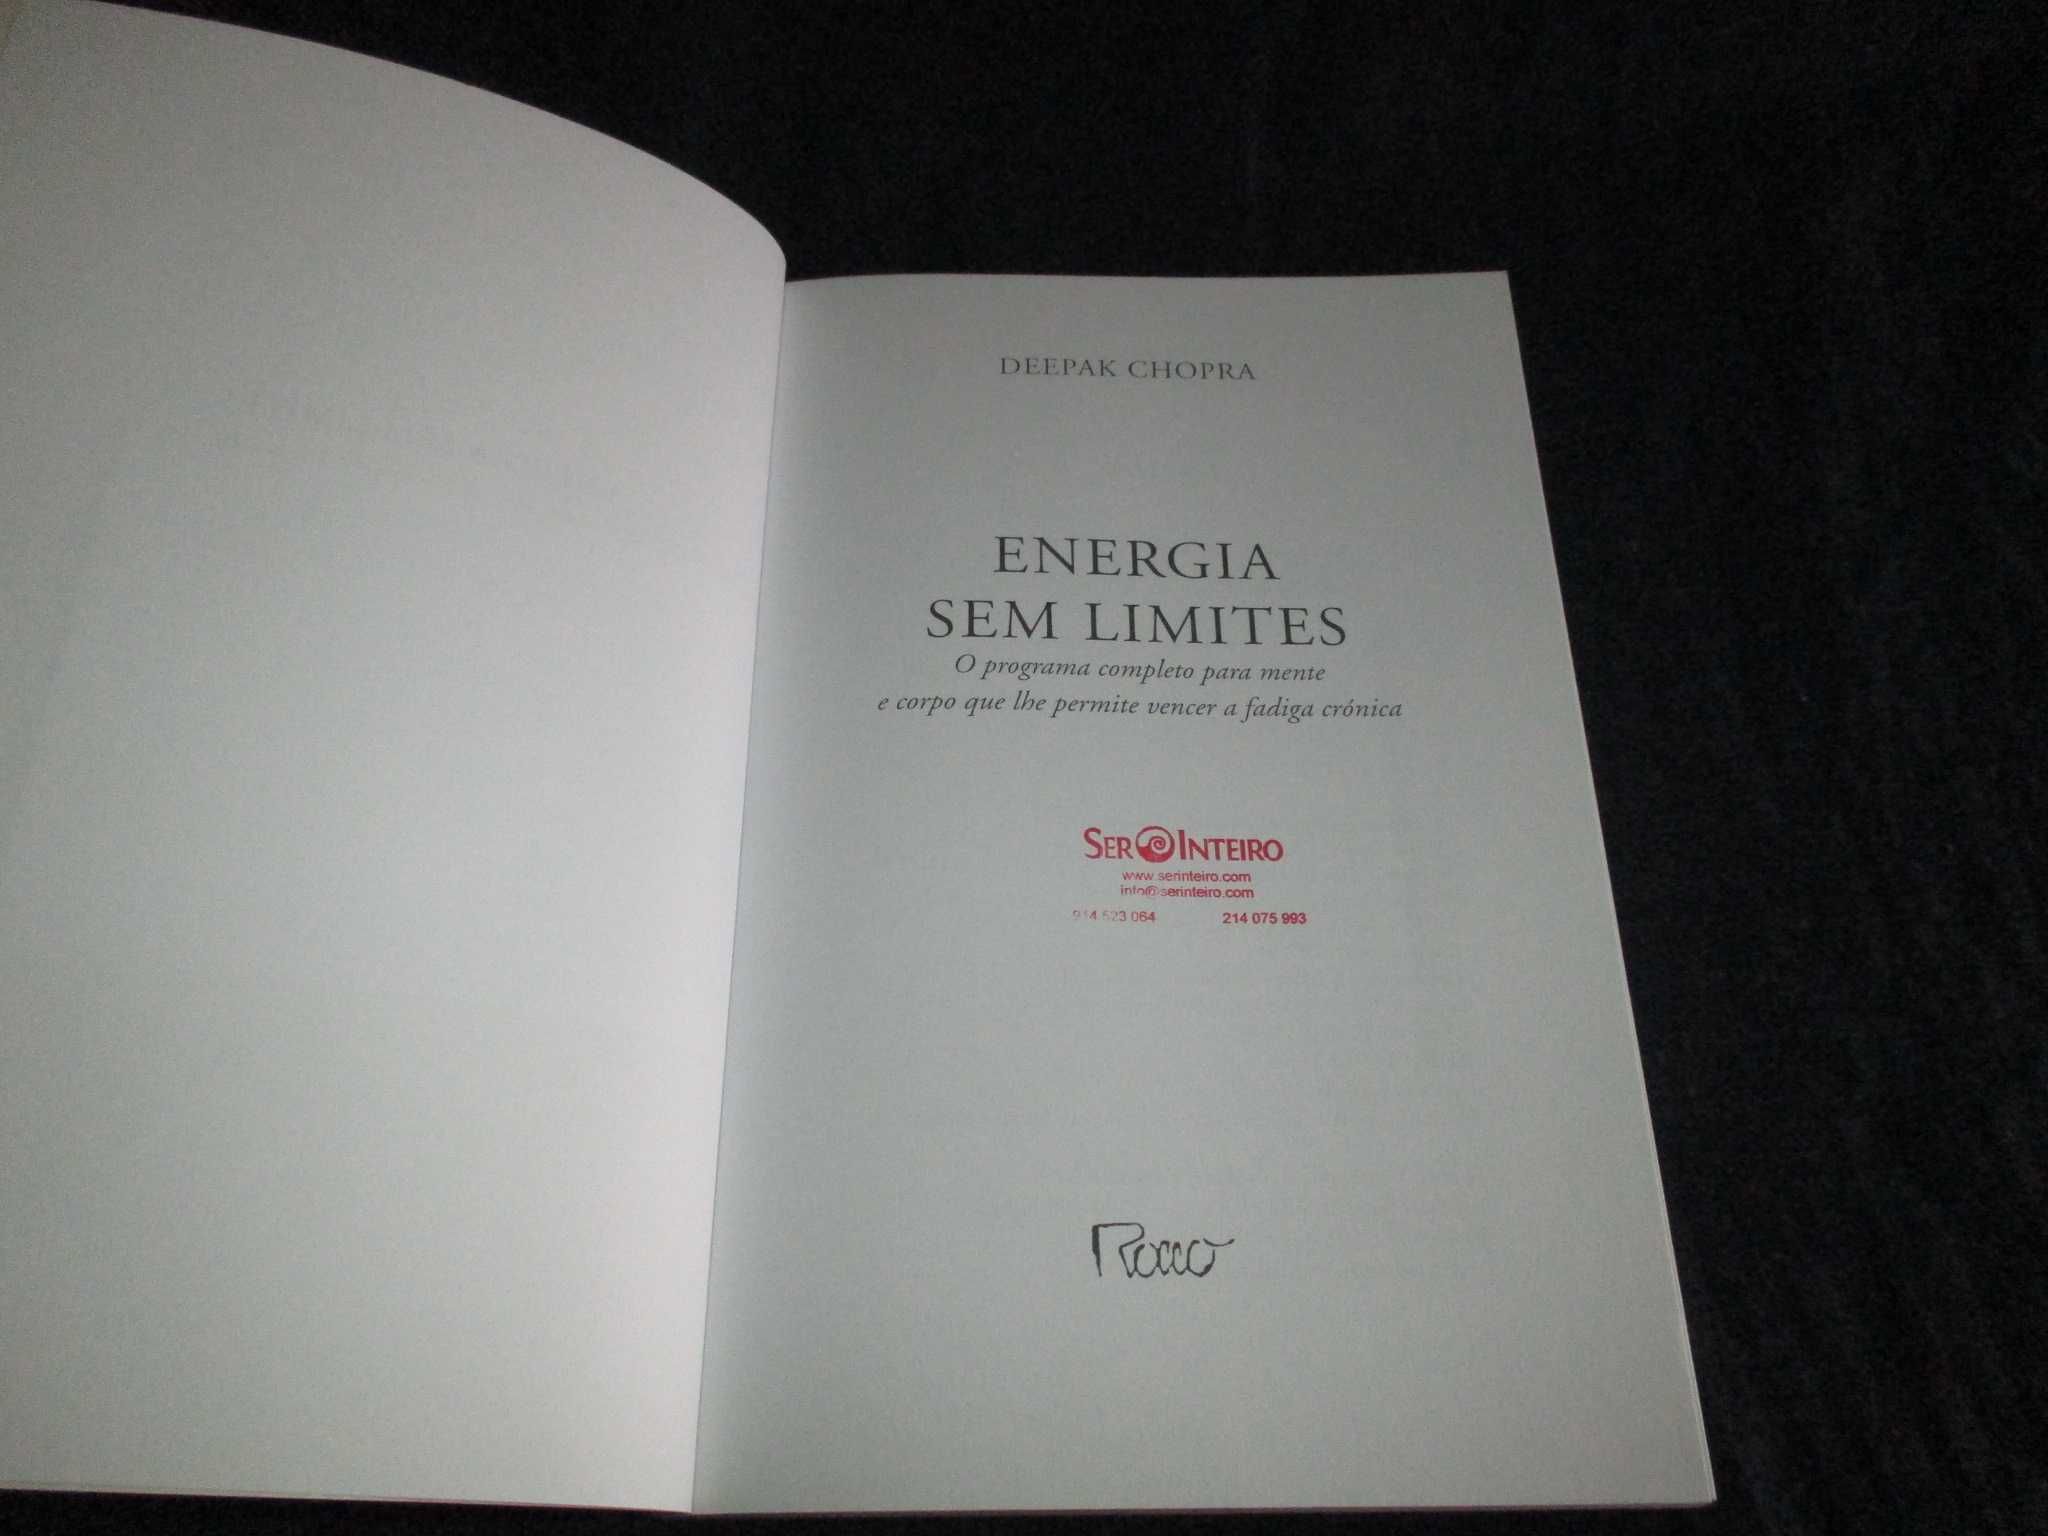 DEEPAK CHOPRA
ENERGIA
SEM LIMITES
O programa completo para mente
e corpo que lhe permite vencer a fadiga crónica
SER INTEIRO
www.serinteiro.com
info@serinteiro.com
914 523 064 214 075 993
Rocco